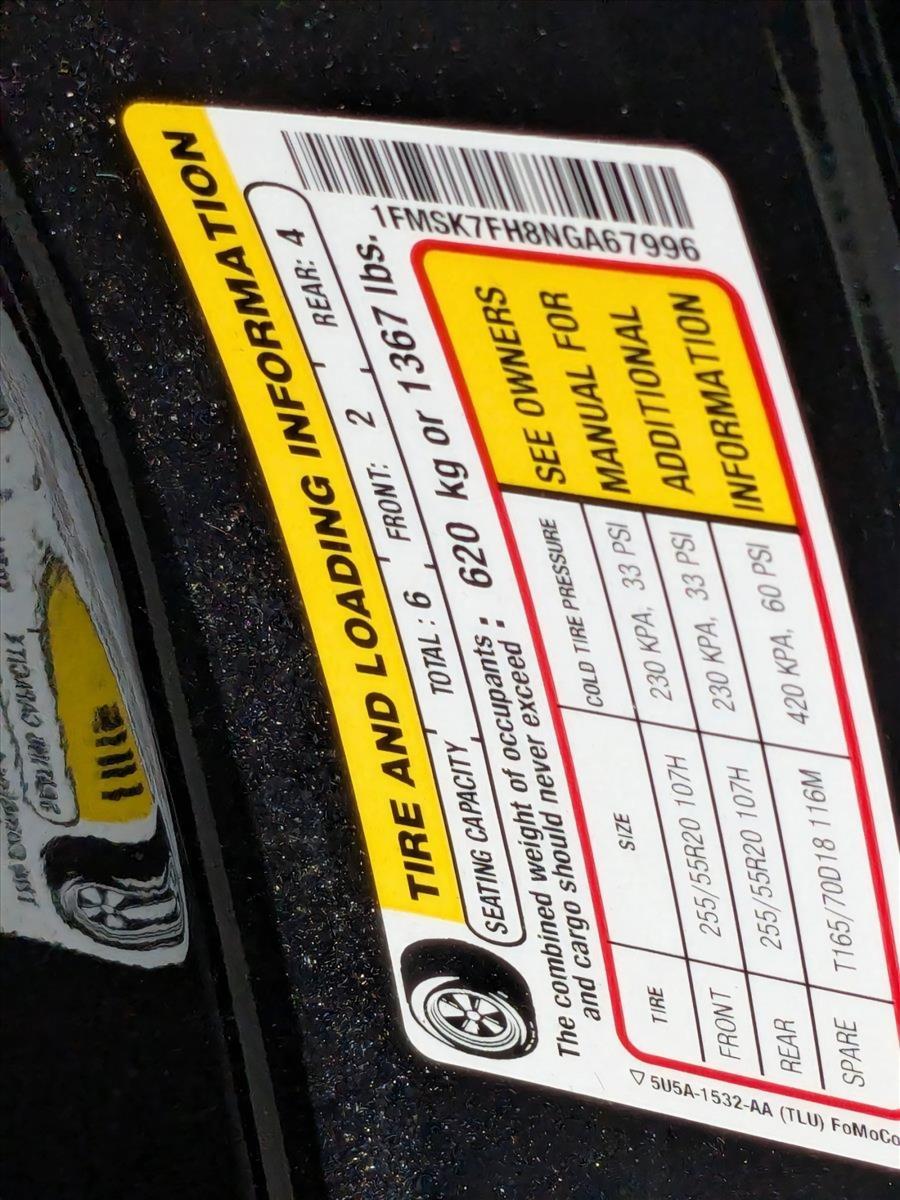 TIRE AND LOADING INFORMATION
SEATING CAPACITY TOTAL : 6 FRONT: 2 REAR: 4
The combined weight of occupants : 620 kg or 1367 lbs.
and cargo should never exceed :
1FMSK7FH8NGA67996
TIRE SIZE COLD TIRE PRESSURE
FRONT 255/55R20 107H 230 KPA, 33 PSI
REAR 255/55R20 107H 230 KPA, 33 PSI
SPARE T165/70D18 116M 420 KPA, 60 PSI
SEE OWNERS
MANUAL FOR
ADDITIONAL
INFORMATION
5U5A-1532-AA (TLU) FoMoCo